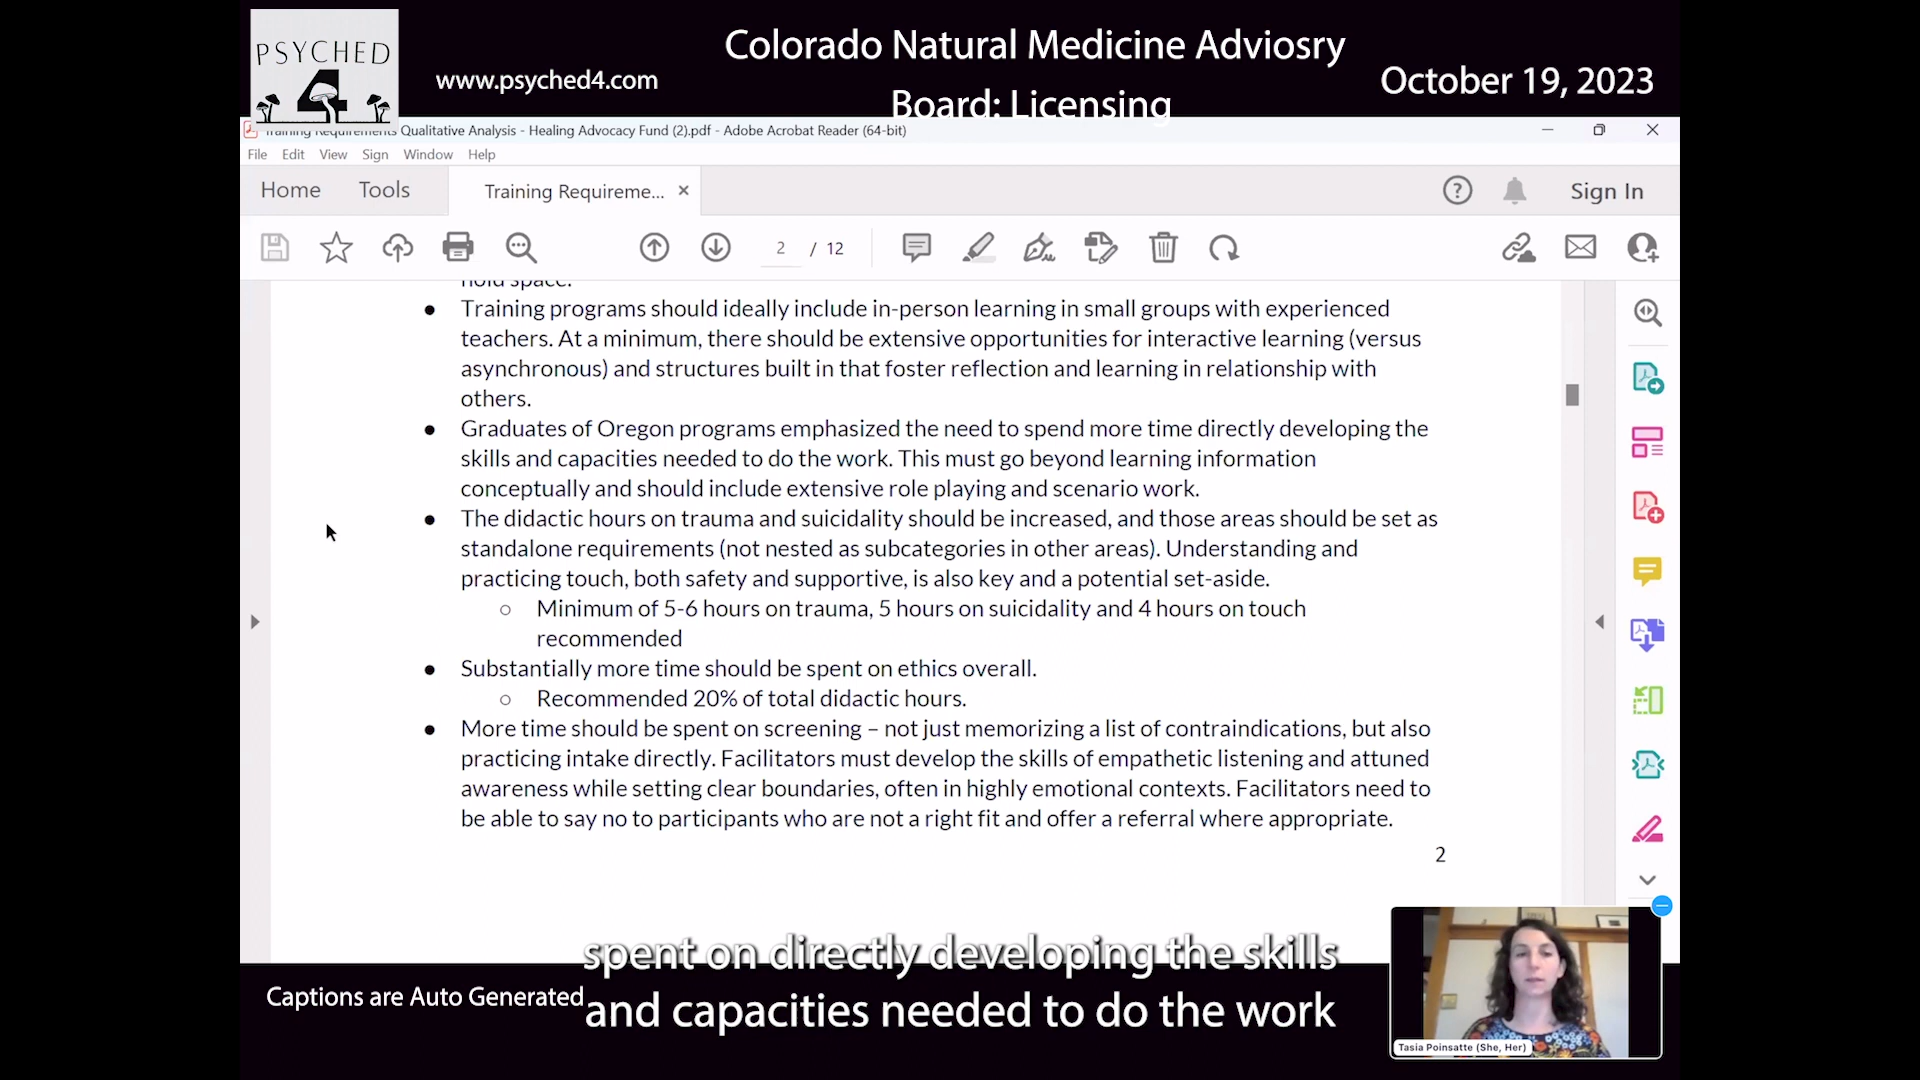 PSYCHED
4
www.psyched4.com
Colorado Natural Medicine Adviosry
Board: Licensing
October 19, 2023
Training Requirements Qualitative Analysis - Healing Advocacy Fund (2).pdf - Adobe Acrobat Reader (64-bit)
File Edit View Sign Window Help
Home Tools Training Requireme... Sign In
2 / 12
hold space.
● Training programs should ideally include in-person learning in small groups with experienced
teachers. At a minimum, there should be extensive opportunities for interactive learning (versus
asynchronous) and structures built in that foster reflection and learning in relationship with
others.
● Graduates of Oregon programs emphasized the need to spend more time directly developing the
skills and capacities needed to do the work. This must go beyond learning information
conceptually and should include extensive role playing and scenario work.
● The didactic hours on trauma and suicidality should be increased, and those areas should be set as
standalone requirements (not nested as subcategories in other areas). Understanding and
practicing touch, both safety and supportive, is also key and a potential set-aside.
○ Minimum of 5-6 hours on trauma, 5 hours on suicidality and 4 hours on touch
recommended
● Substantially more time should be spent on ethics overall.
○ Recommended 20% of total didactic hours.
● More time should be spent on screening – not just memorizing a list of contraindications, but also
practicing intake directly. Facilitators must develop the skills of empathetic listening and attuned
awareness while setting clear boundaries, often in highly emotional contexts. Facilitators need to
be able to say no to participants who are not a right fit and offer a referral where appropriate.
2
spent on directly developing the skills
and capacities needed to do the work
Captions are Auto Generated
Tasia Poinsatte (She, Her)